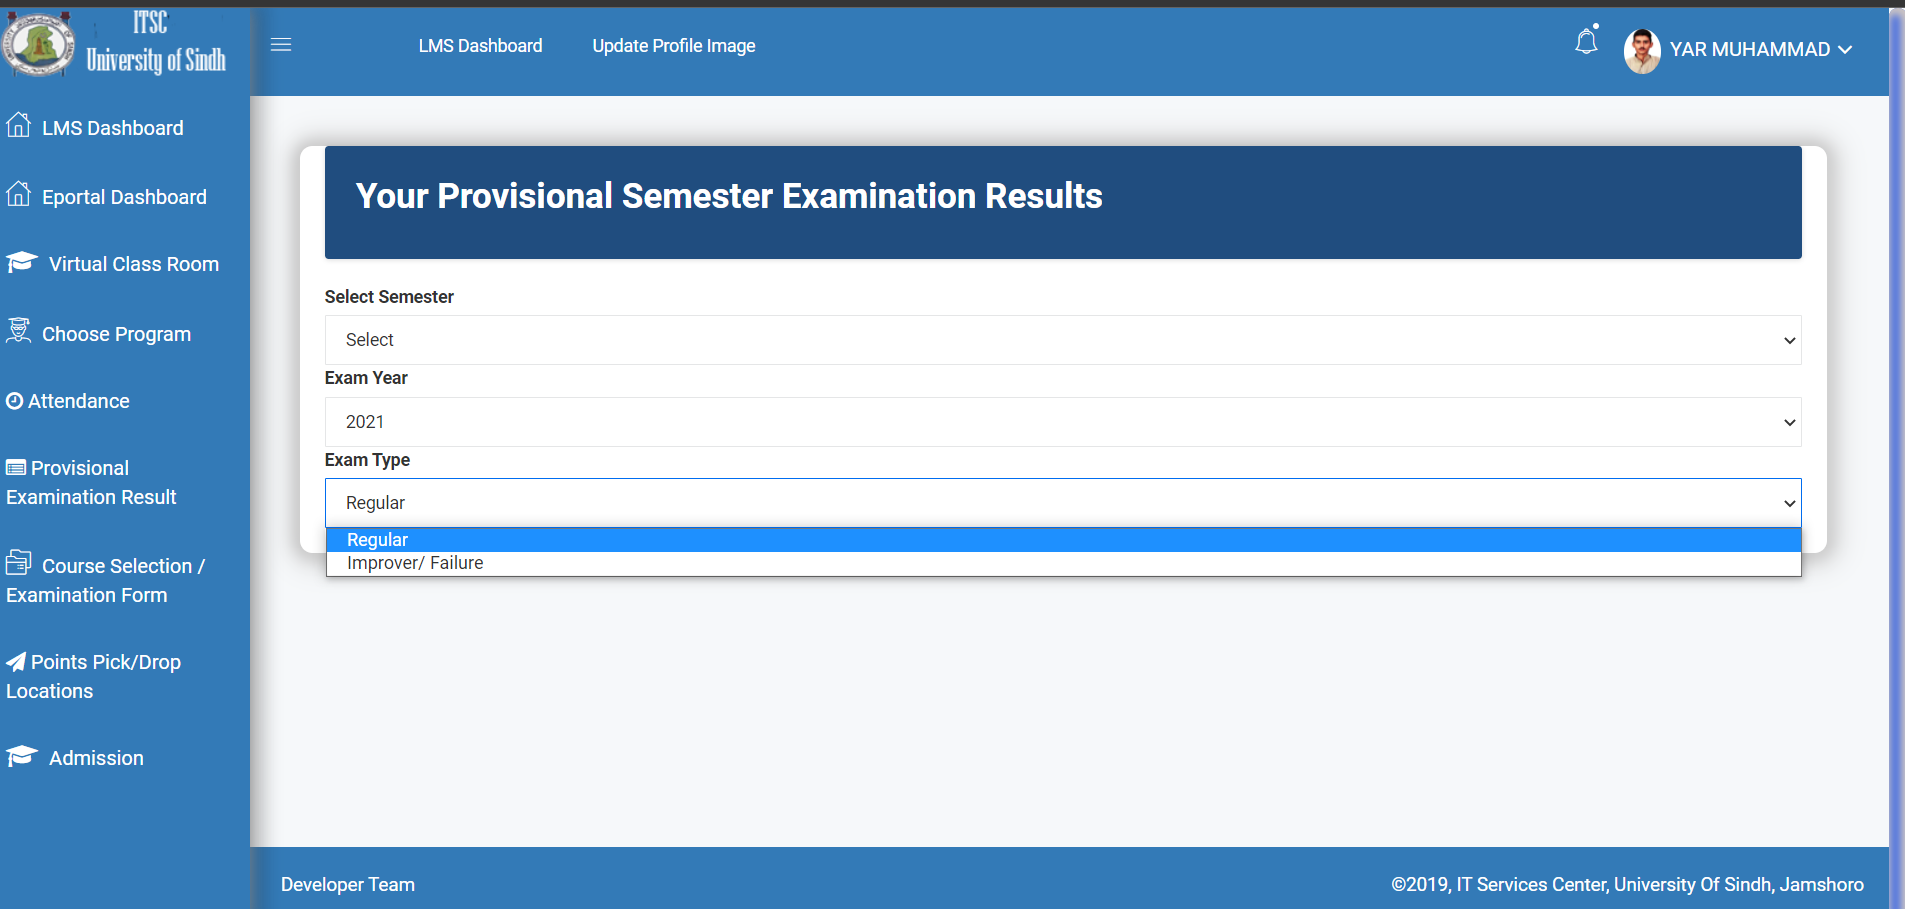 ITSC
University of Sindh
LMS Dashboard
Update Profile Image
YAR MUHAMMAD
LMS Dashboard
Eportal Dashboard
Virtual Class Room
Choose Program
Attendance
Provisional
Examination Result
Course Selection /
Examination Form
Points Pick/Drop
Locations
Admission
Your Provisional Semester Examination Results
Select Semester
Select
Exam Year
2021
Exam Type
Regular
Regular
Improver/ Failure
Developer Team
©2019, IT Services Center, University Of Sindh, Jamshoro